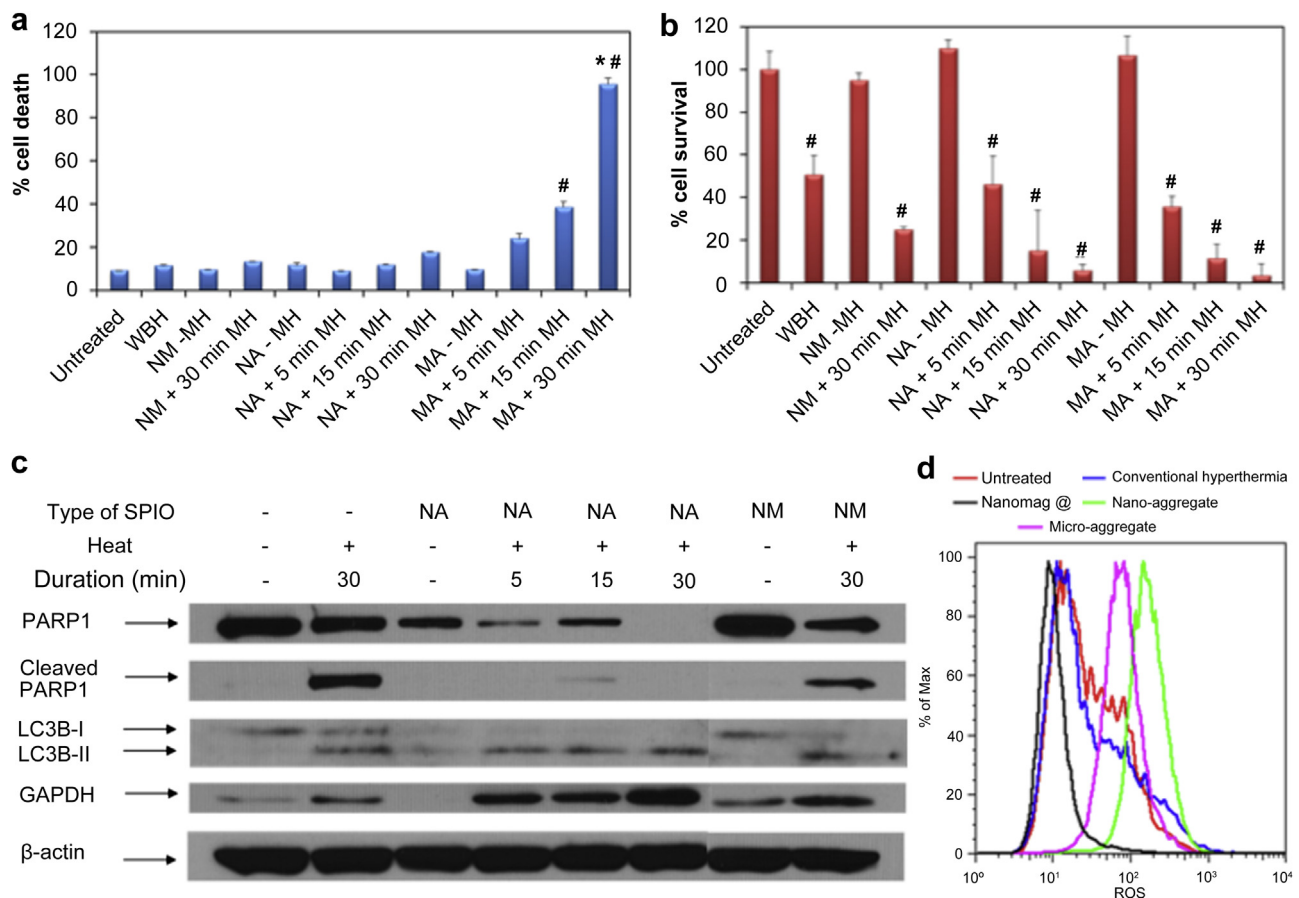 a
% cell death
120
100
80
60
40
20
0
#
* #
Untreated
WBH
NM -MH
NM + 30 min MH
NA - MH
NA + 5 min MH
NA + 15 min MH
NA + 30 min MH
MA - MH
MA + 5 min MH
MA + 15 min MH
MA + 30 min MH
b
% cell survival
120
100
80
60
40
20
0
#
#
#
#
#
#
#
#
Untreated
WBH
NM -MH
NM + 30 min MH
NA - MH
NA + 5 min MH
NA + 15 min MH
NA + 30 min MH
MA - MH
MA + 5 min MH
MA + 15 min MH
MA + 30 min MH
c
Type of SPIO - - NA NA NA NA NM NM
Heat - + - + + + - +
Duration (min) - 30 - 5 15 30 - 30
PARP1
Cleaved
PARP1
LC3B-I
LC3B-II
GAPDH
β-actin
d
Untreated Conventional hyperthermia
Nanomag @ Nano-aggregate
Micro-aggregate
% of Max
100
80
60
40
20
0
10⁰ 10¹ 10² 10³ 10⁴
ROS